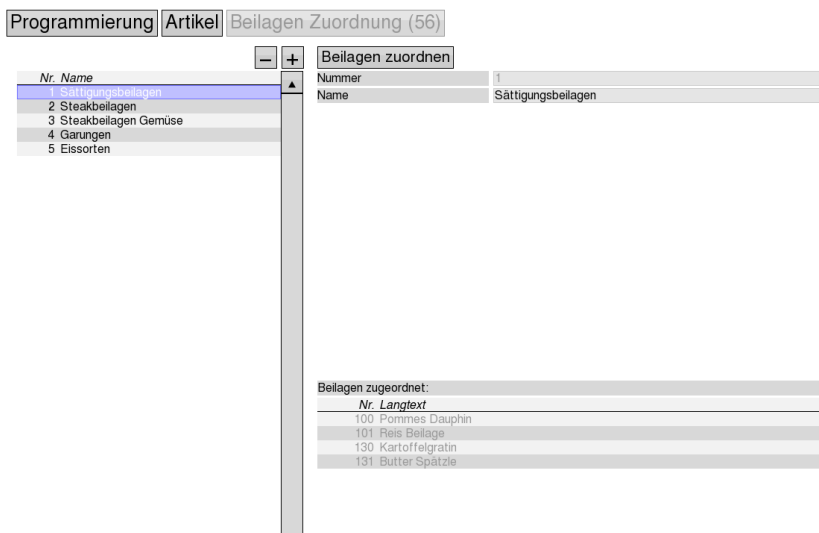 Programmierung Artikel Beilagen Zuordnung (56)
– +
Nr. Name
1 Sättigungsbeilagen
2 Steakbeilagen
3 Steakbeilagen Gemüse
4 Garungen
5 Eissorten
Beilagen zuordnen
Nummer 1
Name Sättigungsbeilagen
Beilagen zugeordnet:
Nr. Langtext
100 Pommes Dauphin
101 Reis Beilage
130 Kartoffelgratin
131 Butter Spätzle